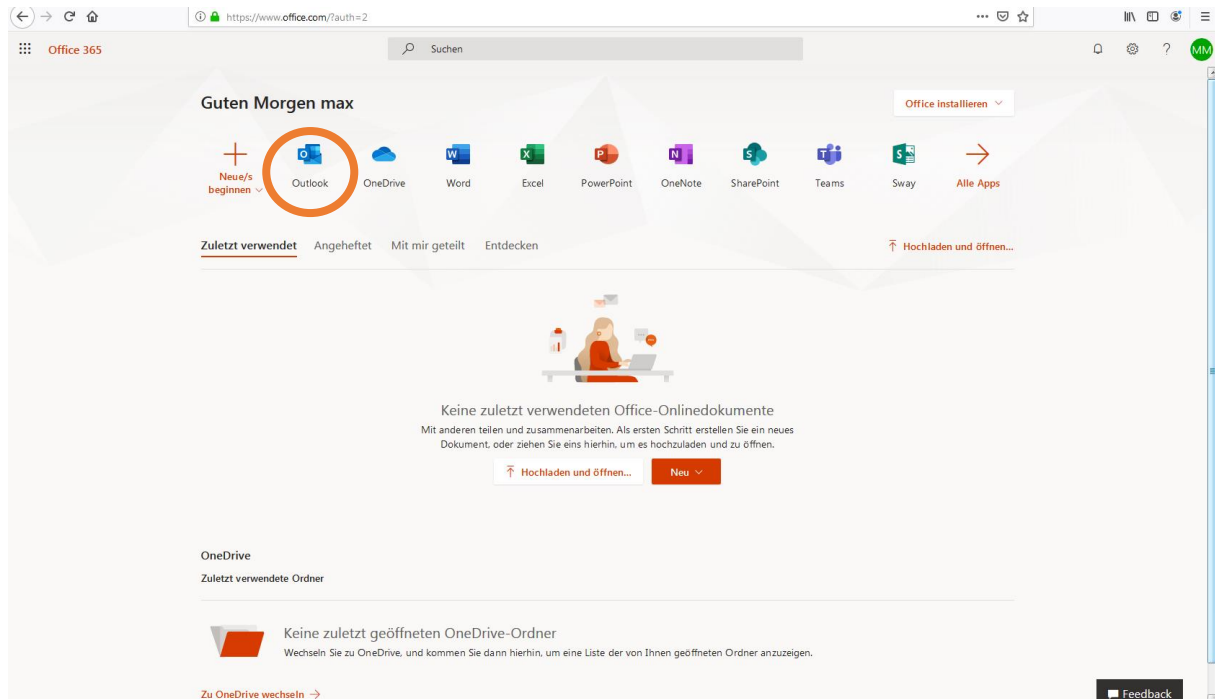 https://www.office.com/?auth=2
Office 365
Suchen
?
MM
Guten Morgen max
Office installieren
Neue/s
beginnen
Outlook
OneDrive
Word
Excel
PowerPoint
OneNote
SharePoint
Teams
Sway
Alle Apps
Zuletzt verwendet
Angeheftet
Mit mir geteilt
Entdecken
Hochladen und öffnen...
Keine zuletzt verwendeten Office-Onlinedokumente
Mit anderen teilen und zusammenarbeiten. Als ersten Schritt erstellen Sie ein neues
Dokument, oder ziehen Sie eins hierhin, um es hochzuladen und zu öffnen.
Hochladen und öffnen...
Neu
OneDrive
Zuletzt verwendete Ordner
Keine zuletzt geöffneten OneDrive-Ordner
Wechseln Sie zu OneDrive, und kommen Sie dann hierhin, um eine Liste der von Ihnen geöffneten Ordner anzuzeigen.
Zu OneDrive wechseln
Feedback